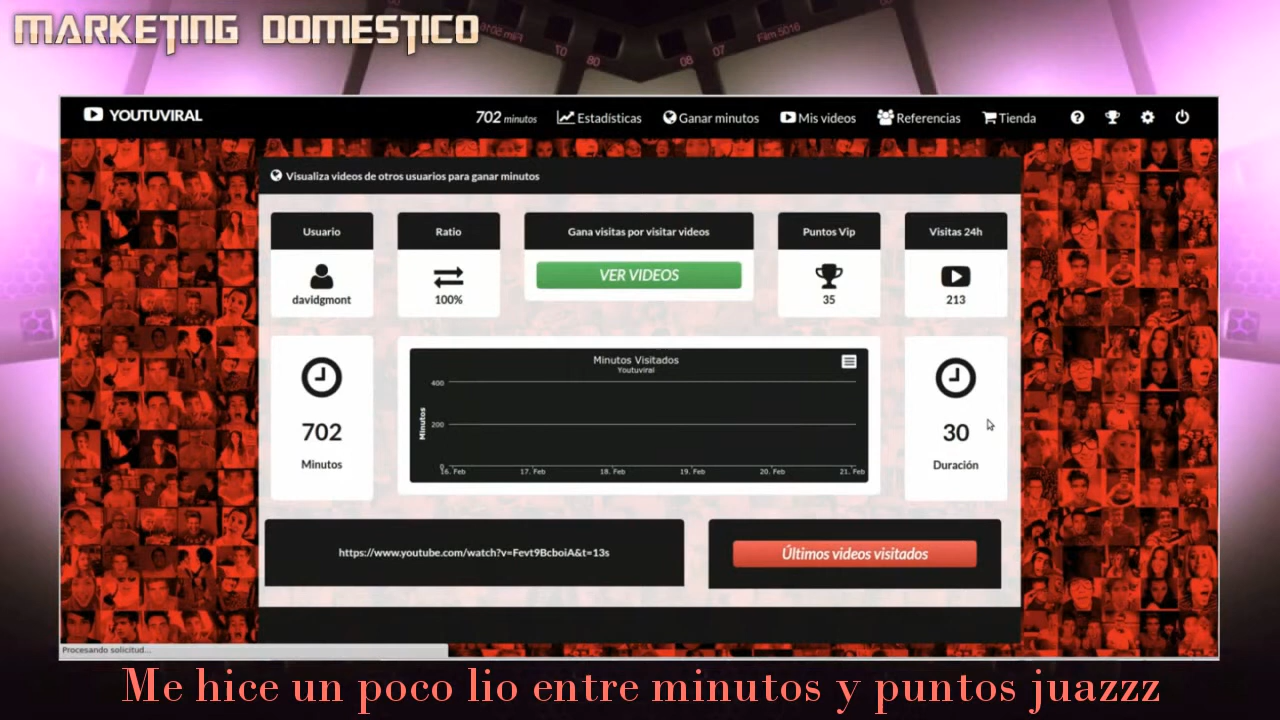 MARKETING DOMESTICO
Film 5016
08
07
YOUTUVIRAL
702 minutos
Estadísticas
Ganar minutos
Mis videos
Referencias
Tienda
Visualiza videos de otros usuarios para ganar minutos
Usuario
davidgmont
Ratio
100%
Gana visitas por visitar videos
VER VIDEOS
Puntos Vip
35
Visitas 24h
213
702
Minutos
Minutos Visitados
Youtuviral
Minutos
400
200
0
16. Feb
17. Feb
18. Feb
19. Feb
20. Feb
21. Feb
30
Duración
https://www.youtube.com/watch?v=Fevt9BcboiA&t=13s
Últimos videos visitados
Procesando solicitud...
Me hice un poco lio entre minutos y puntos juazzz